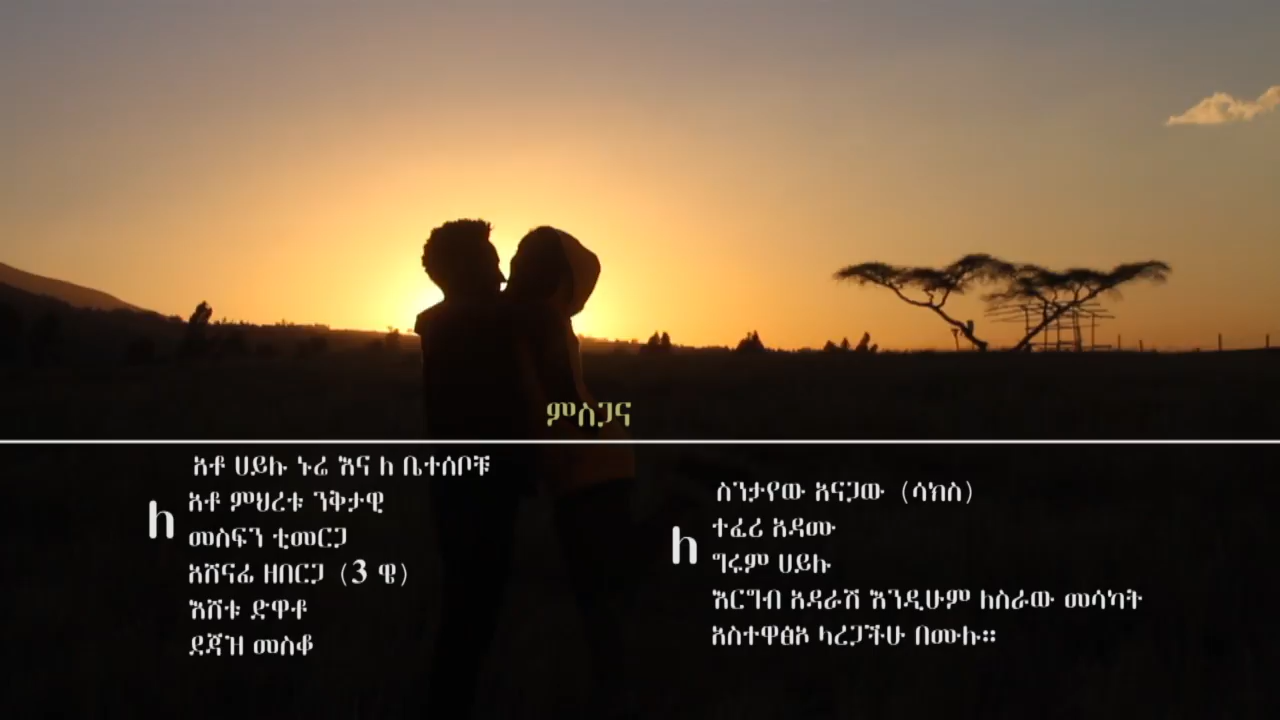 ምስጋና
አቶ ሀይሉ ኑሬ እና ለ ቤተሰቦቹ
ለ
አቶ ምህረቱ ንቅታዊ
መስፍን ቲመርጋ
አሸናፊ ዘበርጋ (3 ዌ)
እሸቱ ድዋቶ
ደጃዝ መስቆ
ስንታየው አናጋው (ሳክስ)
ተፈሪ አዳሙ
ለ
ግሩም ሀይሉ
እርግብ አዳራሽ እንዲሁም ለስራው መሳካት
አስተዋፅኦ ላረጋችሁ በሙሉ።